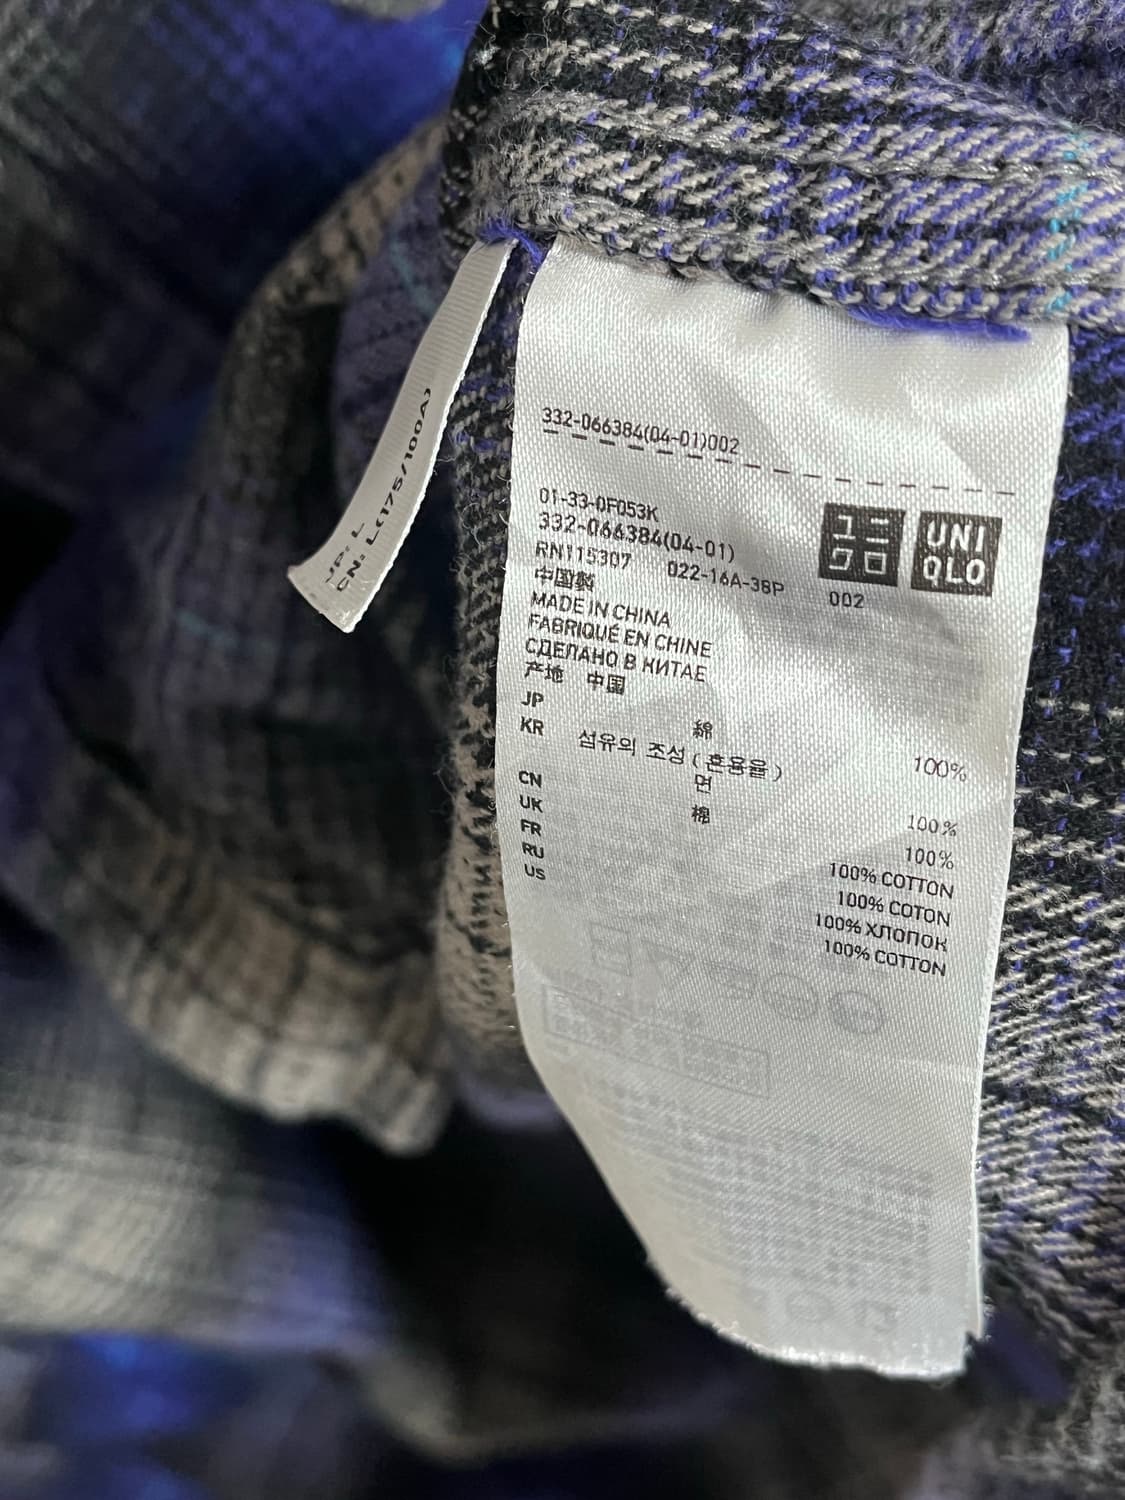 JP: L
CN: L(175/100A)
332-066384(04-01)002
01-33-0F053K
332-066384(04-01)
RN115307 022-16A-38P
ユニ
クロ
UNI
QLO
002
中国製
MADE IN CHINA
FABRIQUÉ EN CHINE
СДЕЛАНО В КИТАЕ
产地 中国
JP 綿 100%
KR 섬유의 조성 ( 혼용율 )
면 100%
CN 棉 100%
UK 100% COTTON
FR 100% COTON
RU 100% ХЛОПОК
US 100% COTTON